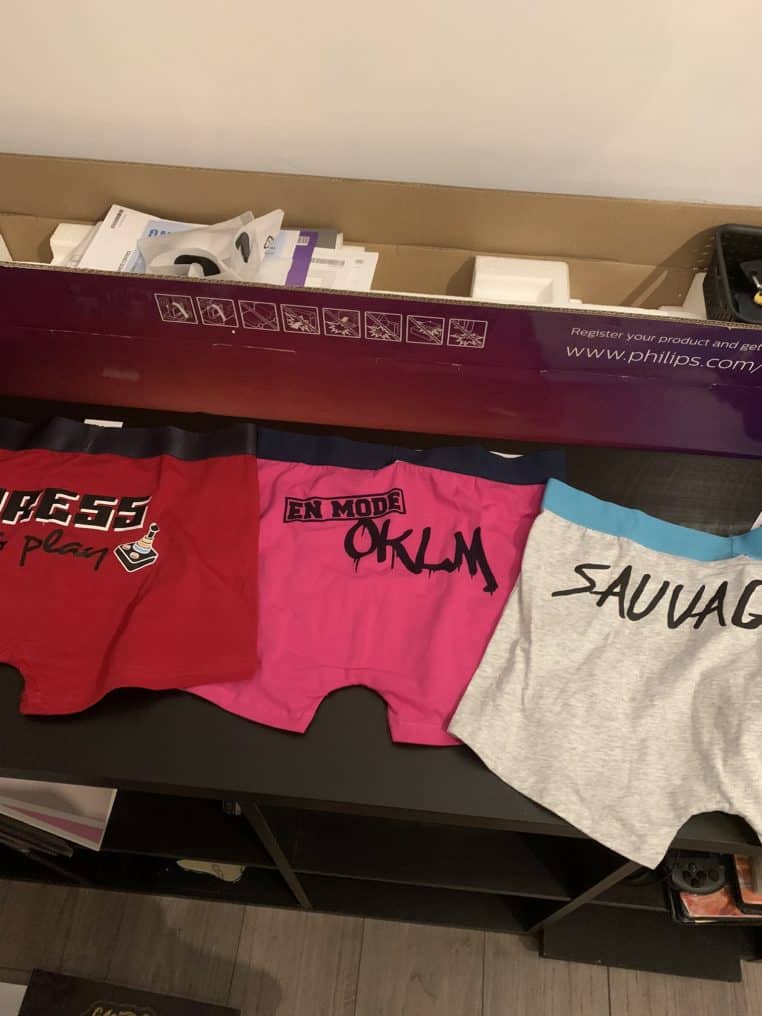 Register your product and get
www.philips.com/
RESS
play
EN MODE
OKLM
SAUVAG